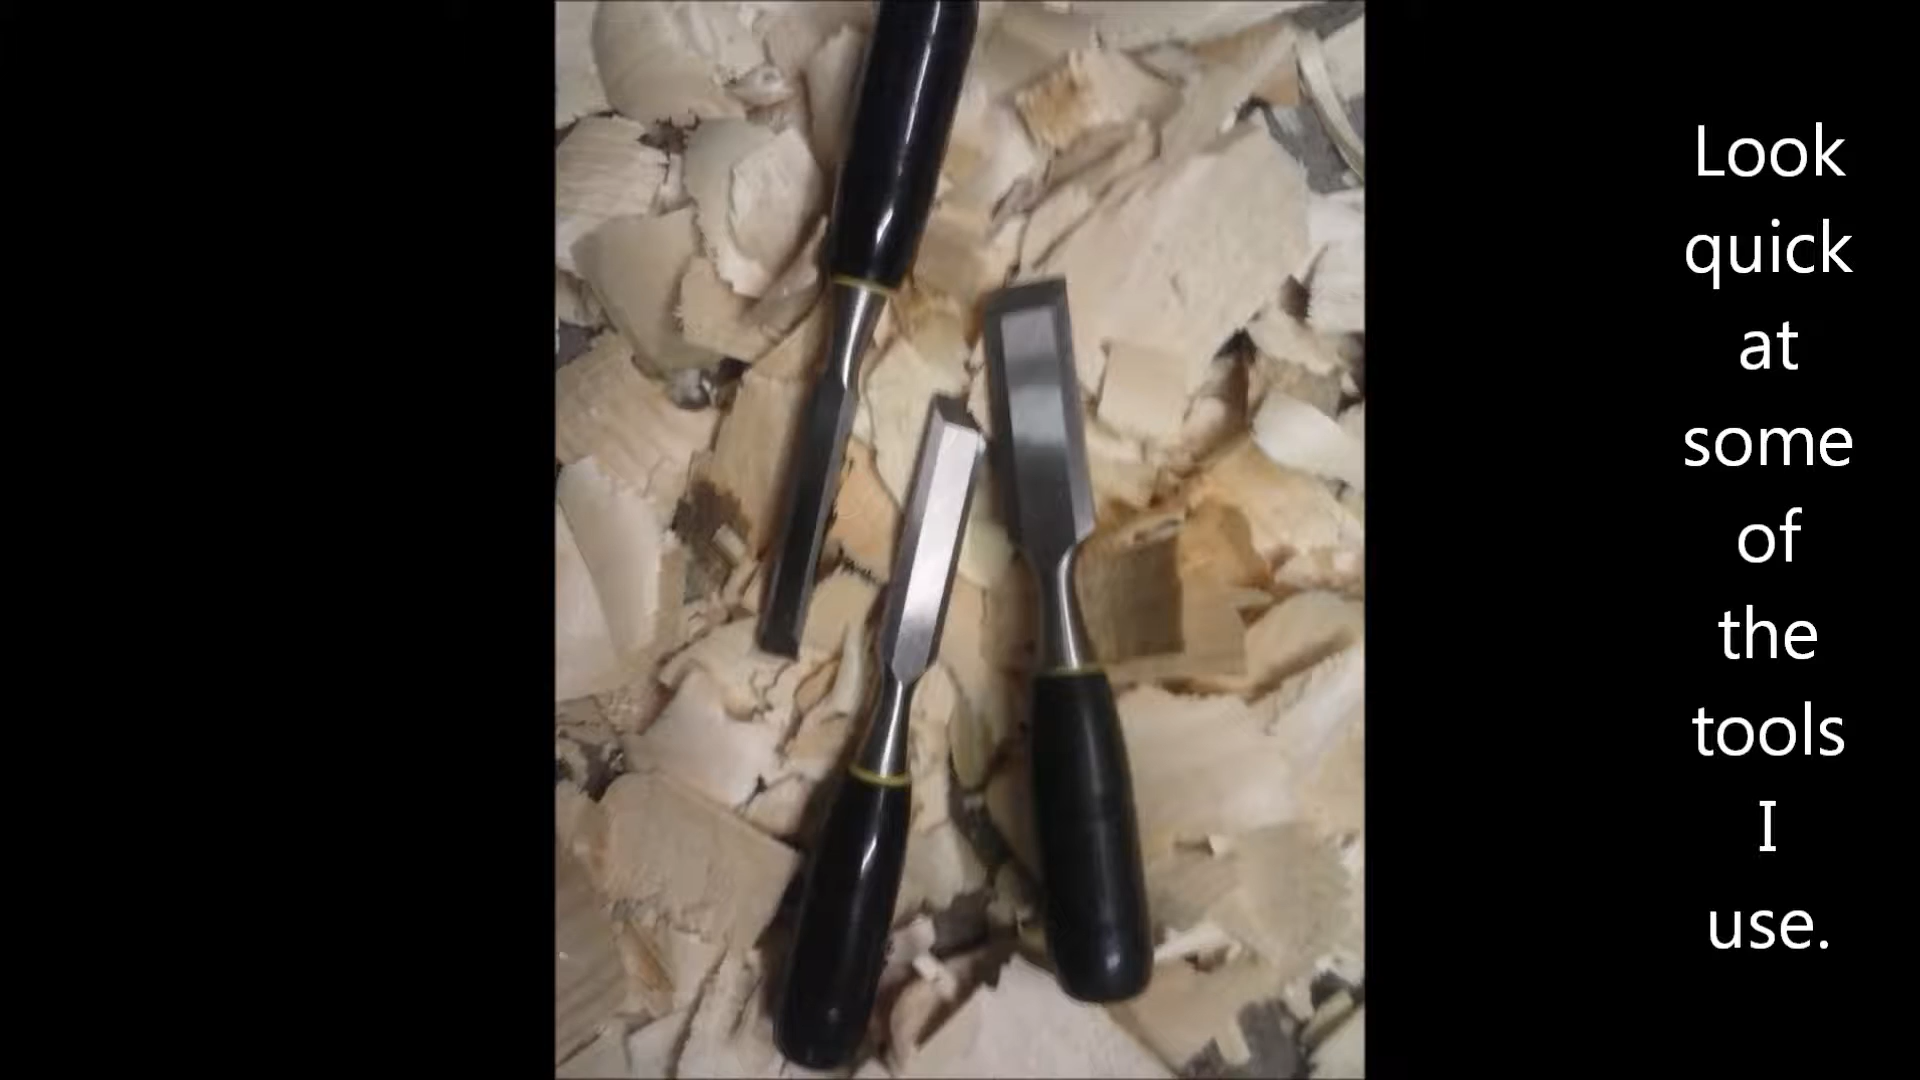 Look
quick
at
some
of
the
tools
I
use.